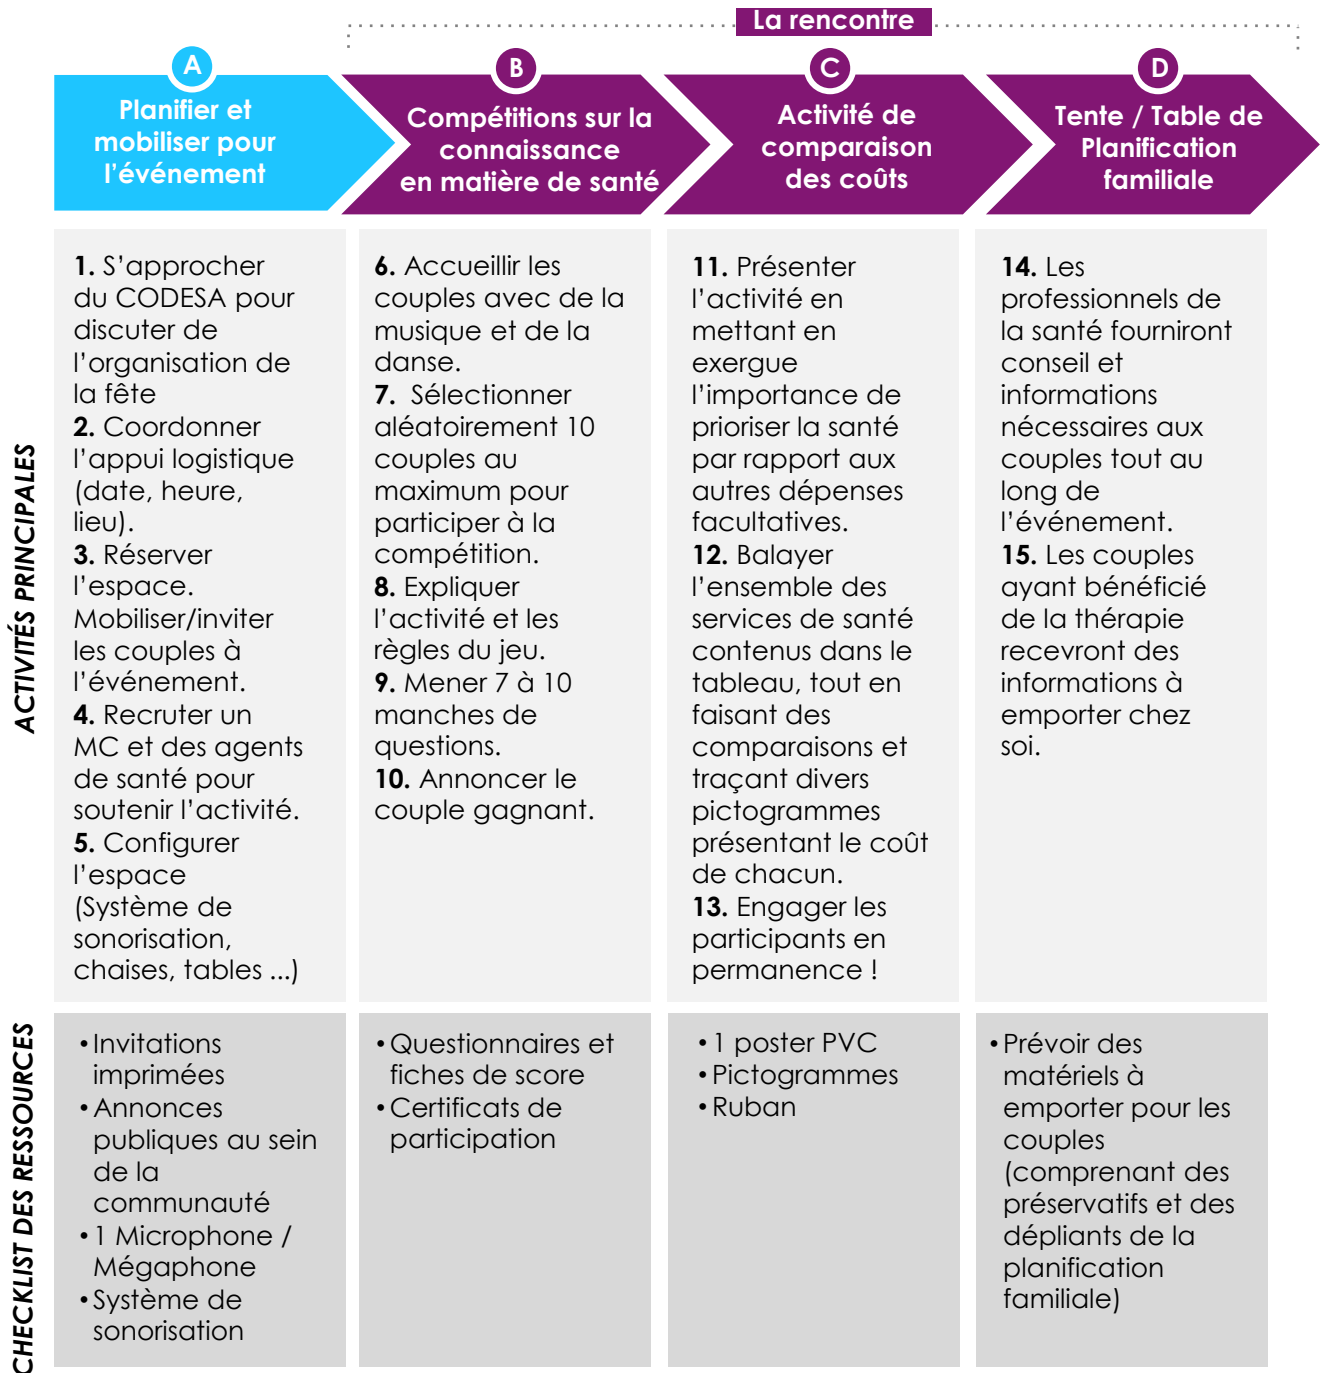 La rencontre
A
Planifier et
mobiliser pour
l’événement
B
Compétitions sur la
connaissance
en matière de santé
C
Activité de
comparaison
des coûts
D
Tente / Table de
Planification
familiale
ACTIVITÉS PRINCIPALES
1. S’approcher
du CODESA pour
discuter de
l’organisation de
la fête
2. Coordonner
l’appui logistique
(date, heure,
lieu).
3. Réserver
l’espace.
Mobiliser/inviter
les couples à
l’événement.
4. Recruter un
MC et des agents
de santé pour
soutenir l’activité.
5. Configurer
l’espace
(Système de
sonorisation,
chaises, tables ...)
6. Accueillir les
couples avec de la
musique et de la
danse.
7. Sélectionner
aléatoirement 10
couples au
maximum pour
participer à la
compétition.
8. Expliquer
l’activité et les
règles du jeu.
9. Mener 7 à 10
manches de
questions.
10. Annoncer le
couple gagnant.
11. Présenter
l’activité en
mettant en
exergue
l’importance de
prioriser la santé
par rapport aux
autres dépenses
facultatives.
12. Balayer
l’ensemble des
services de santé
contenus dans le
tableau, tout en
faisant des
comparaisons et
traçant divers
pictogrammes
présentant le coût
de chacun.
13. Engager les
participants en
permanence !
14. Les
professionnels de
la santé fourniront
conseil et
informations
nécessaires aux
couples tout au
long de
l’événement.
15. Les couples
ayant bénéficié
de la thérapie
recevront des
informations à
emporter chez
soi.
CHECKLIST DES RESSOURCES
• Invitations
imprimées
• Annonces
publiques au sein
de la
communauté
• 1 Microphone /
Mégaphone
• Système de
sonorisation
• Questionnaires et
fiches de score
• Certificats de
participation
• 1 poster PVC
• Pictogrammes
• Ruban
• Prévoir des
matériels à
emporter pour les
couples
(comprenant des
préservatifs et des
dépliants de la
planification
familiale)